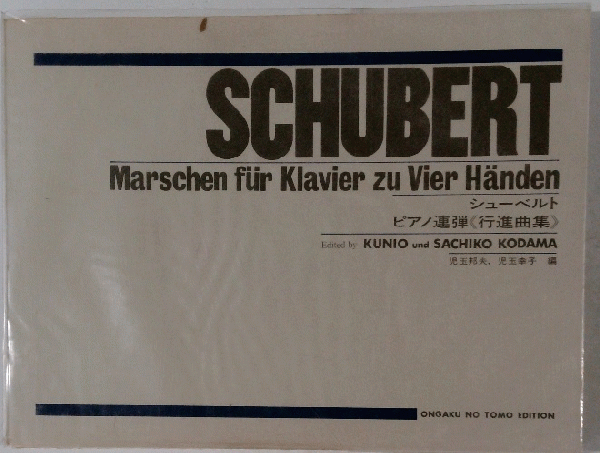 SCHUBERT
Marschen für Klavier zu Vier Händen
シューベルト
ピアノ連弾《行進曲集》
Edited by KUNIO und SACHIKO KODAMA
児玉邦夫、児玉幸子 編
ONGAKU NO TOMO EDITION